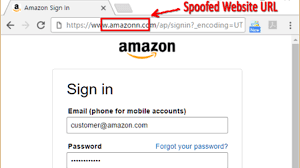 Amazon Sign in
Spoofed Website URL
https://www.amazonn.com/ap/signin?_encoding=UT
amazon
Sign in
Email (phone for mobile accounts)
customer@amazon.com
Password
Forgot your password?
••••••••••••